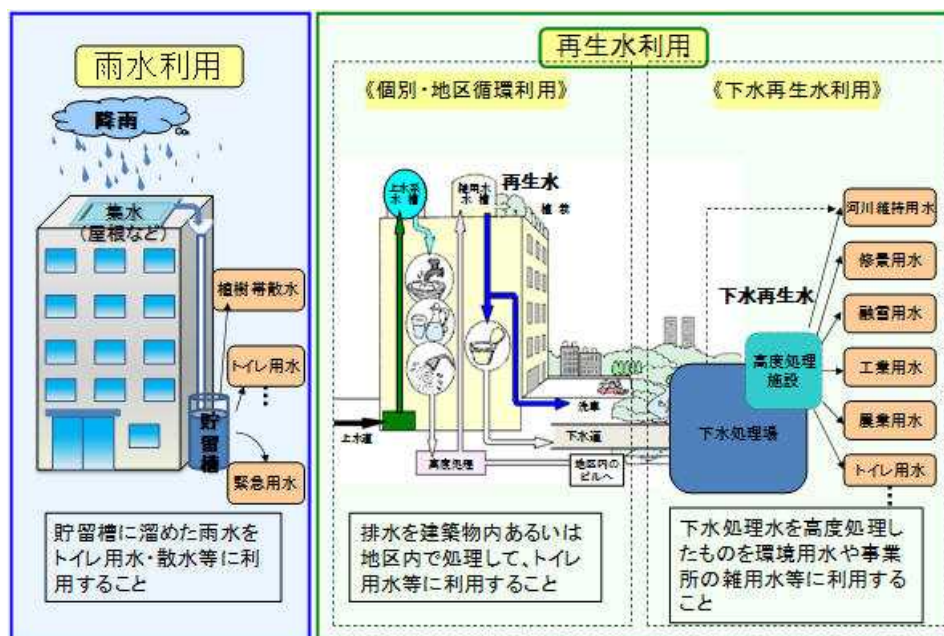 雨水利用
降雨
集水
(屋根など)
植樹帯散水
トイレ用水
貯留槽
緊急用水
貯留槽に溜めた雨水を
トイレ用水・散水等に利
用すること
再生水利用
《個別・地区循環利用》
上水系
水槽
雑用水
水槽
再生水
植栽
洗車
上水道
下水道
高度処理
地区内の
ビルへ
排水を建築物内あるいは
地区内で処理して、トイレ
用水等に利用すること
《下水再生水利用》
河川維持用水
修景用水
下水再生水
融雪用水
高度処理
施設
工業用水
農業用水
下水処理場
トイレ用水
下水処理水を高度処理し
たものを環境用水や事業
所の雑用水等に利用する
こと